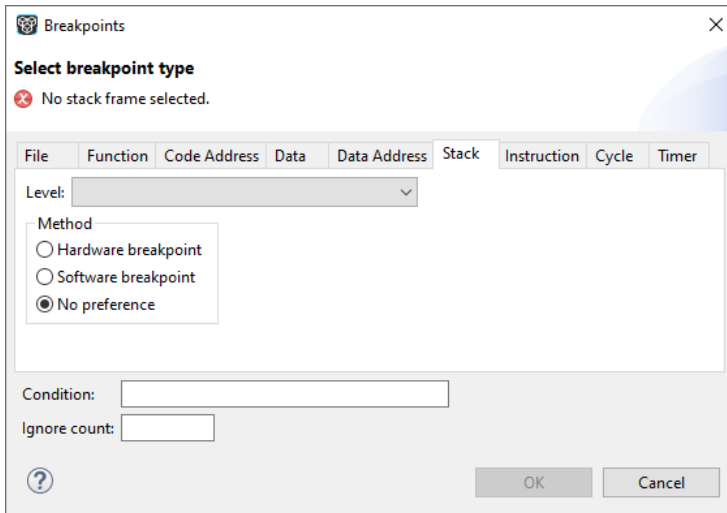 Breakpoints
Select breakpoint type
No stack frame selected.
File Function Code Address Data Data Address Stack Instruction Cycle Timer
Level:
Method
Hardware breakpoint
Software breakpoint
No preference
Condition:
Ignore count:
? OK Cancel